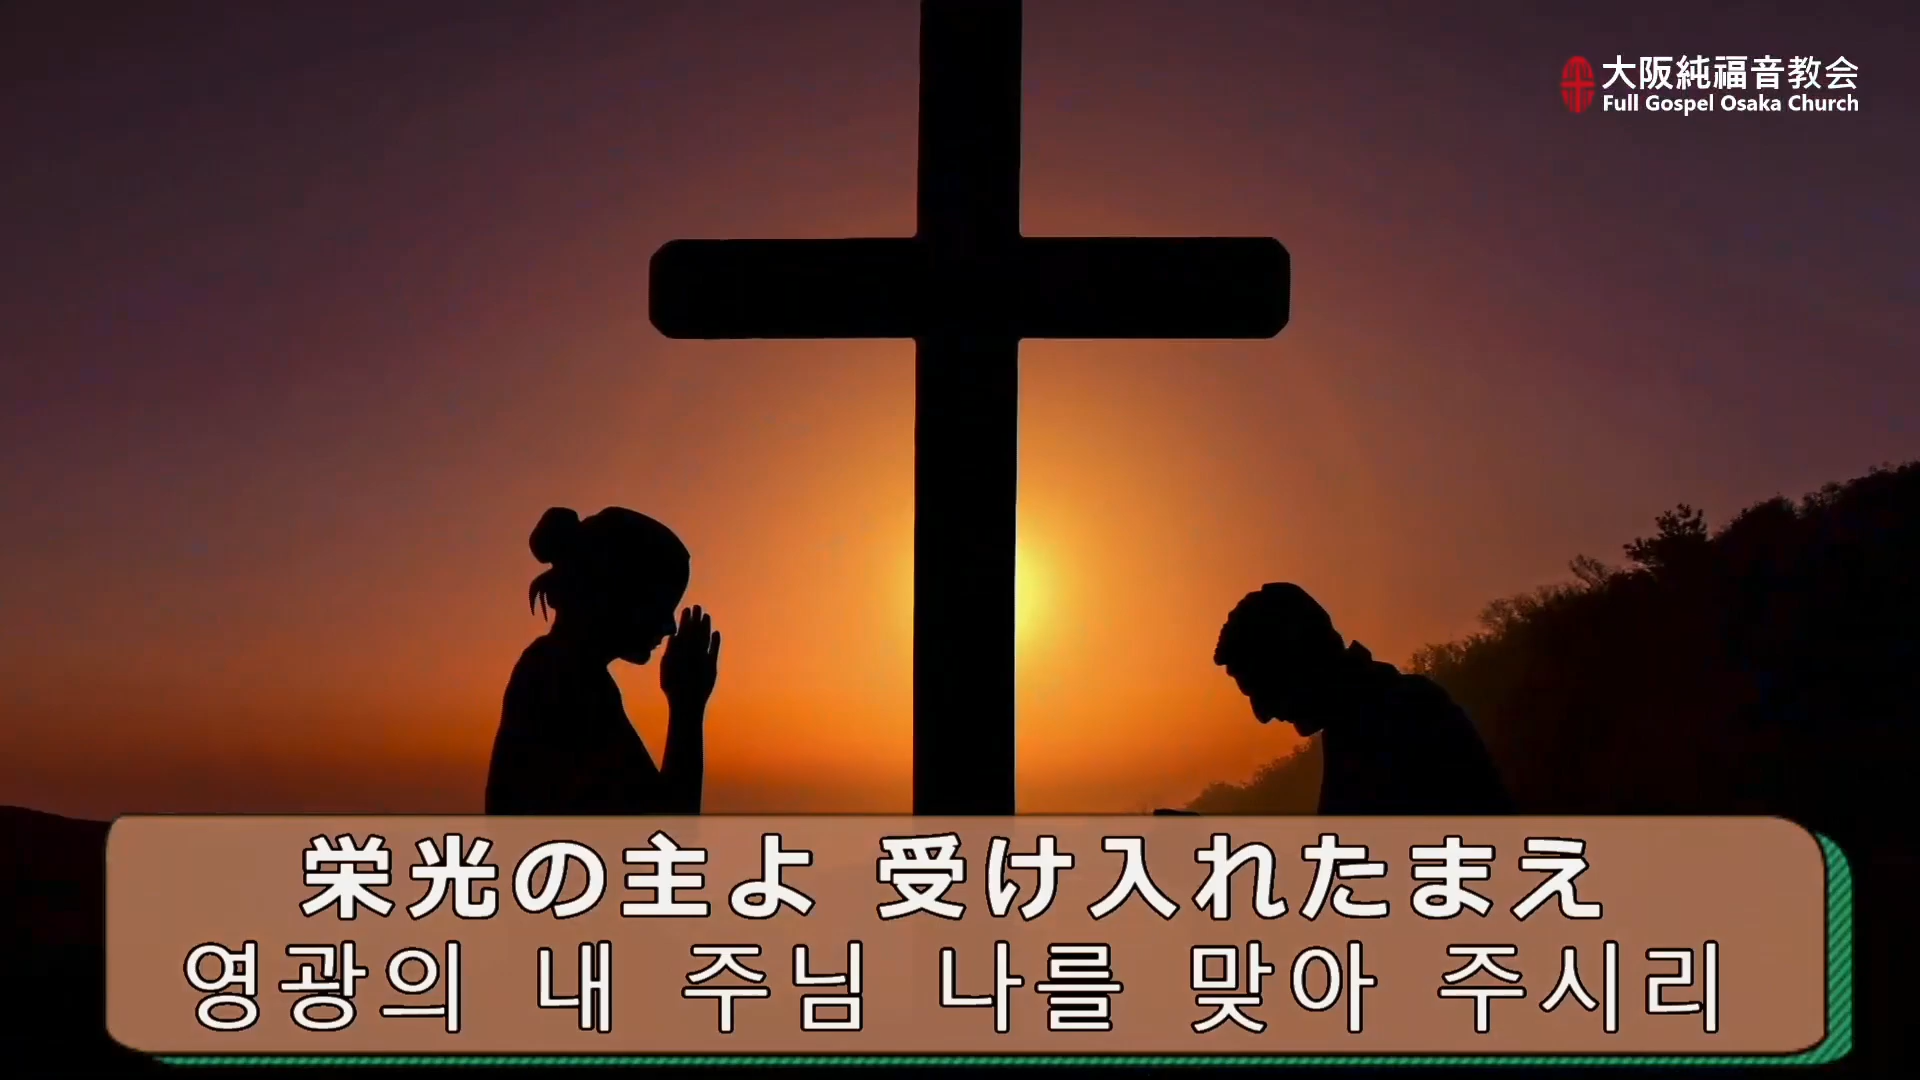 大阪純福音教会
Full Gospel Osaka Church
栄光の主よ 受け入れたまえ
영광의 내 주님 나를 맞아 주시리